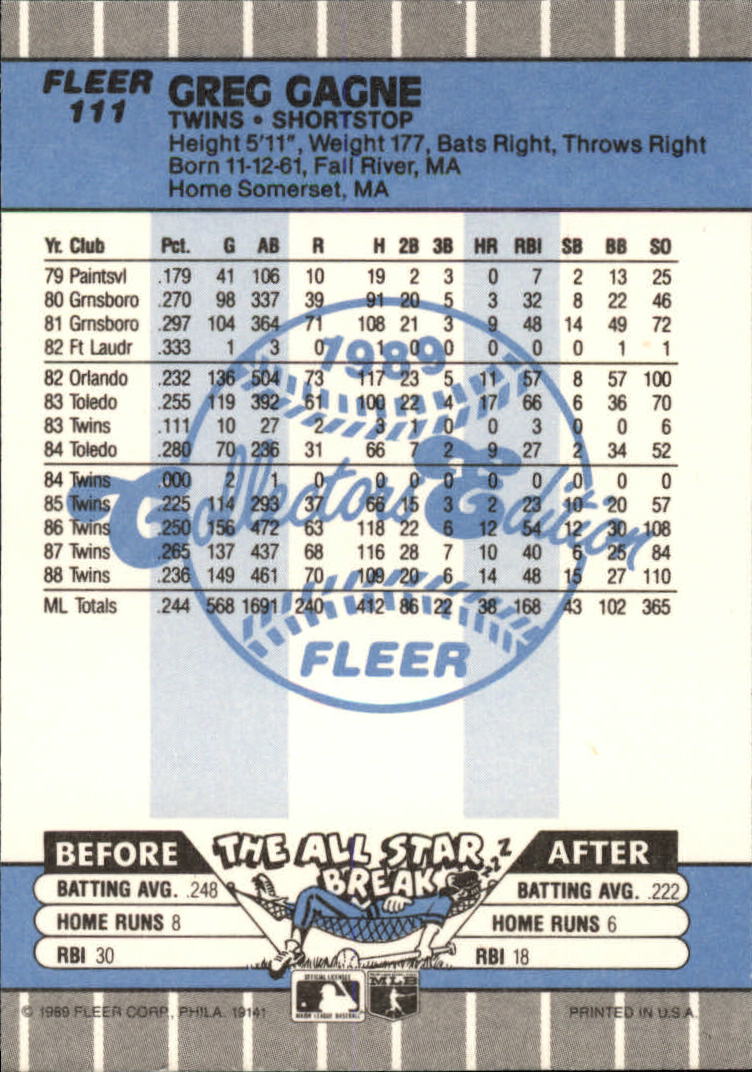 FLEER
111
GREG GAGNE
TWINS • SHORTSTOP
Height 5'11", Weight 177, Bats Right, Throws Right
Born 11-12-61, Fall River, MA
Home Somerset, MA
Yr. Club Pct. G AB R H 2B 3B HR RBI SB BB SO
79 Paintsvl .179 41 106 10 19 2 3 0 7 2 13 25
80 Grnsboro .270 98 337 39 91 20 5 3 32 8 22 46
81 Grnsboro .297 104 364 71 108 21 3 9 48 14 49 72
82 Ft Laudr .333 1 3 0 1 0 0 0 0 0 1 1
82 Orlando .232 136 504 73 117 23 5 11 57 8 57 100
83 Toledo .255 119 392 61 100 22 4 17 66 6 36 70
83 Twins .111 10 27 2 3 1 0 0 3 0 0 6
84 Toledo .280 70 236 31 66 7 2 9 27 2 34 52
84 Twins .000 2 1 0 0 0 0 0 0 0 0 0
85 Twins .225 114 293 37 66 15 3 2 23 10 20 57
86 Twins .250 156 472 63 118 22 6 12 54 12 30 108
87 Twins .265 137 437 68 116 28 7 10 40 6 25 84
88 Twins .236 149 461 70 109 20 6 14 48 15 27 110
ML Totals .244 568 1691 240 412 86 22 38 168 43 102 365
1989
Collectors' Edition
FLEER
BEFORE THE ALL STAR BREAK AFTER
ZZZ
BATTING AVG. .248 BATTING AVG. .222
HOME RUNS 8 HOME RUNS 6
RBI 30 RBI 18
OFFICIAL LICENSEE
MAJOR LEAGUE BASEBALL
MLB
© 1989 FLEER CORP., PHILA. 19141 PRINTED IN U.S.A.